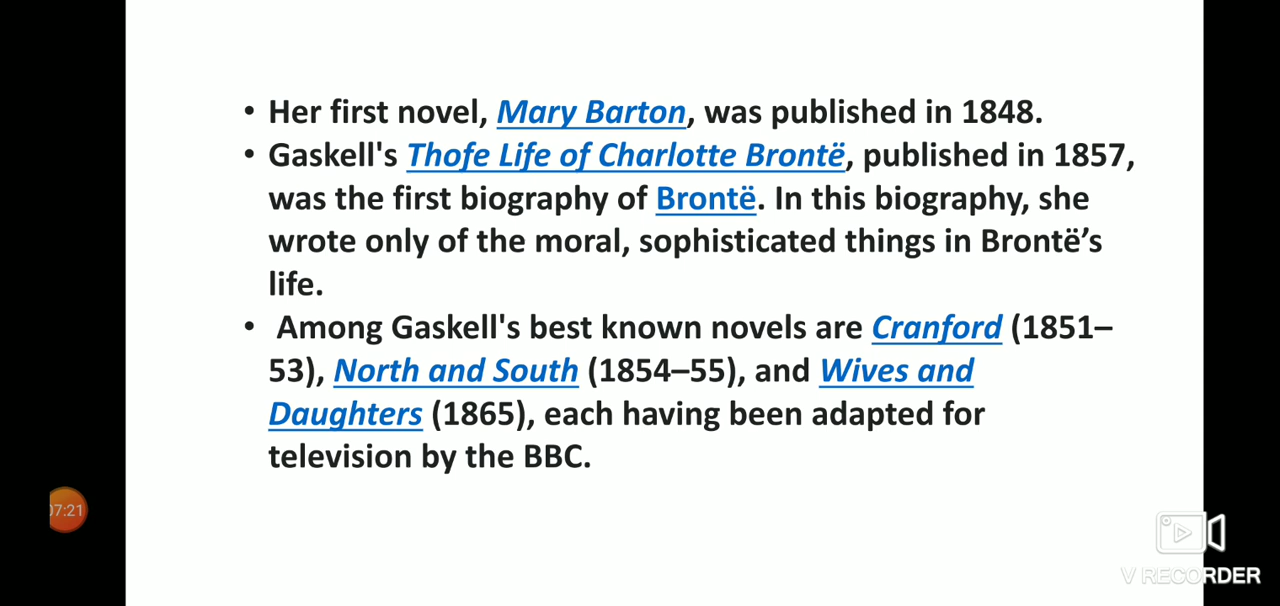 • Her first novel, Mary Barton, was published in 1848.
• Gaskell's Thofe Life of Charlotte Brontë, published in 1857,
was the first biography of Brontë. In this biography, she
wrote only of the moral, sophisticated things in Brontë’s
life.
• Among Gaskell's best known novels are Cranford (1851–
53), North and South (1854–55), and Wives and
Daughters (1865), each having been adapted for
television by the BBC.
07:21
V RECORDER